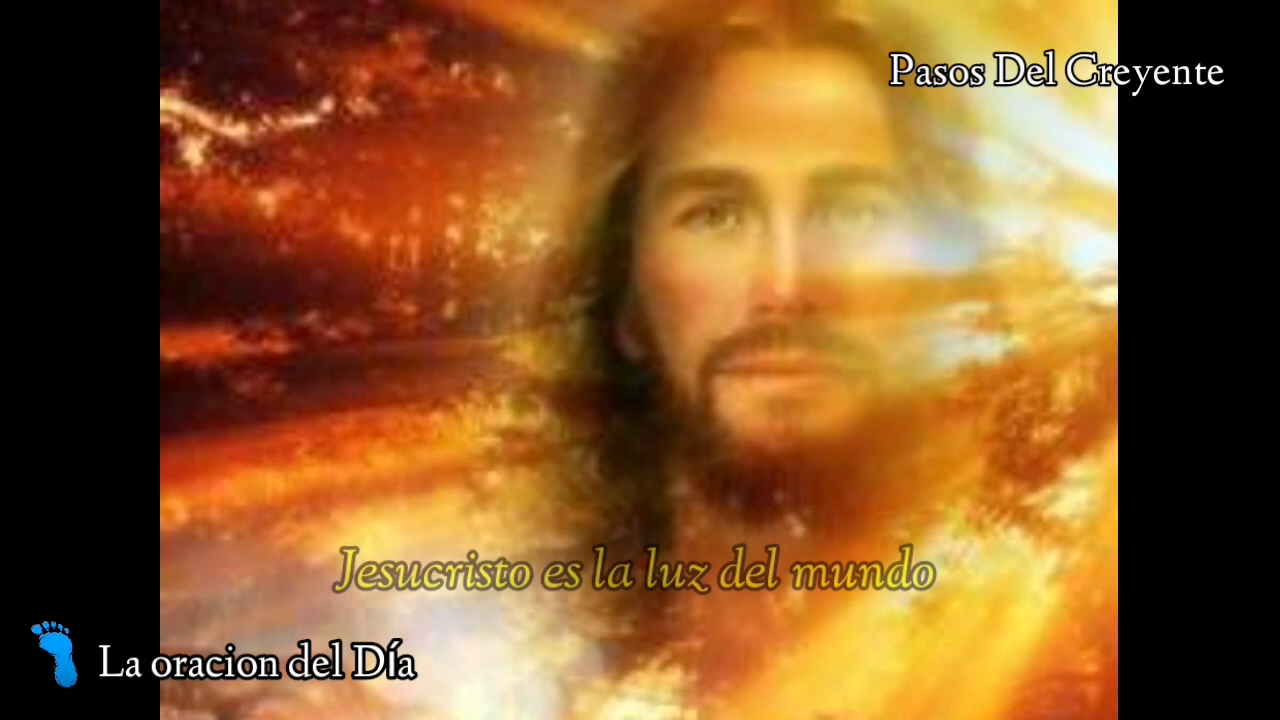 Pasos Del Creyente
Jesucristo es la luz del mundo
La oracion del Día